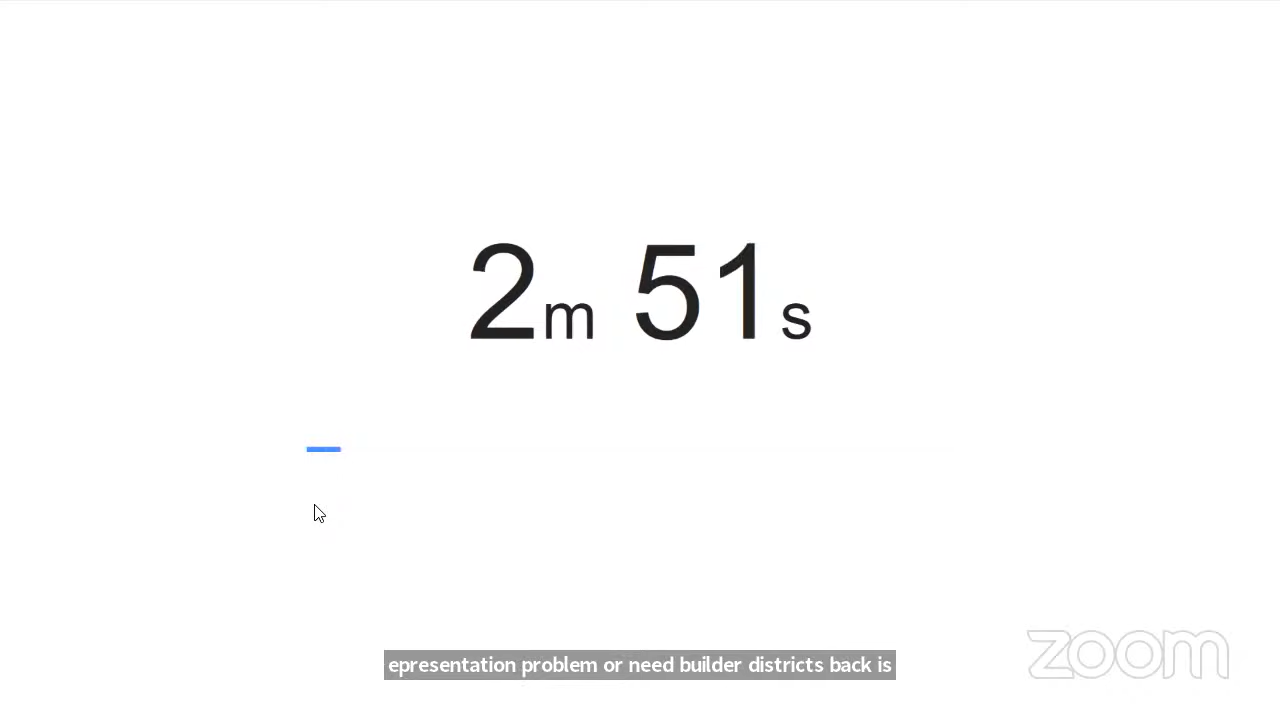 2m 51s
epresentation problem or need builder districts back is
zoom